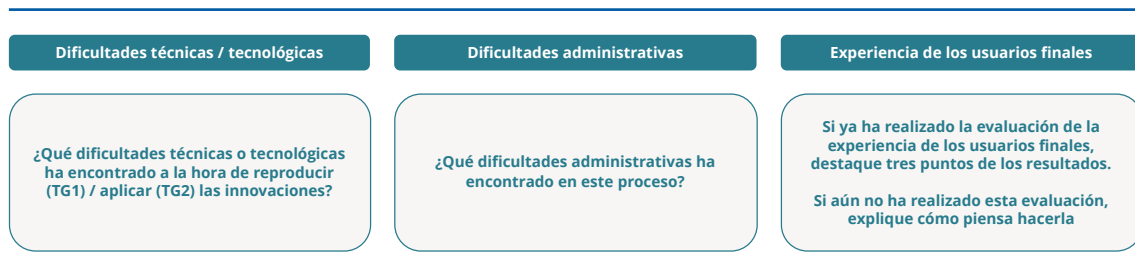 Dificultades técnicas / tecnológicas
Dificultades administrativas
Experiencia de los usuarios finales
¿Qué dificultades técnicas o tecnológicas
ha encontrado a la hora de reproducir
(TG1) / aplicar (TG2) las innovaciones?
¿Qué dificultades administrativas ha
encontrado en este proceso?
Si ya ha realizado la evaluación de la
experiencia de los usuarios finales,
destaque tres puntos de los resultados.
Si aún no ha realizado esta evaluación,
explique cómo piensa hacerla